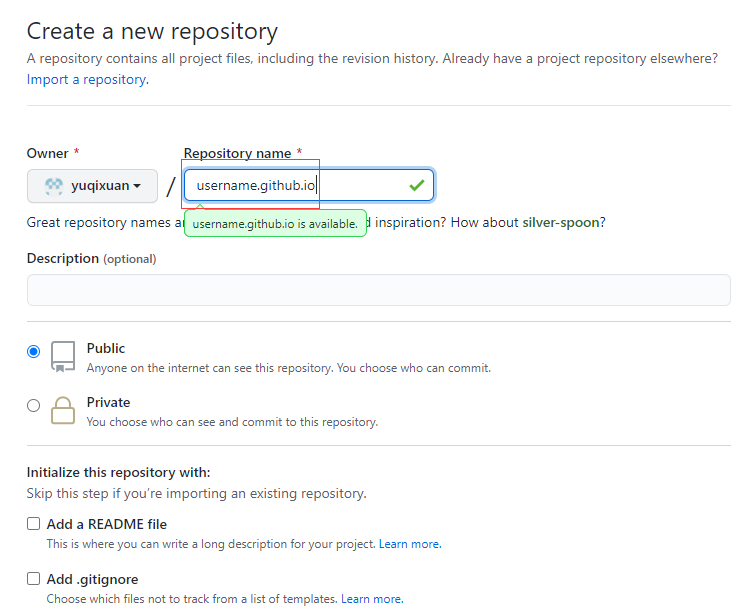 Create a new repository
A repository contains all project files, including the revision history. Already have a project repository elsewhere?
Import a repository.
Owner *
Repository name *
yuqixuan
/
username.github.io
Great repository names a
d inspiration? How about silver-spoon?
username.github.io is available.
Description (optional)
Public
Anyone on the internet can see this repository. You choose who can commit.
Private
You choose who can see and commit to this repository.
Initialize this repository with:
Skip this step if you're importing an existing repository.
Add a README file
This is where you can write a long description for your project. Learn more.
Add .gitignore
Choose which files not to track from a list of templates. Learn more.